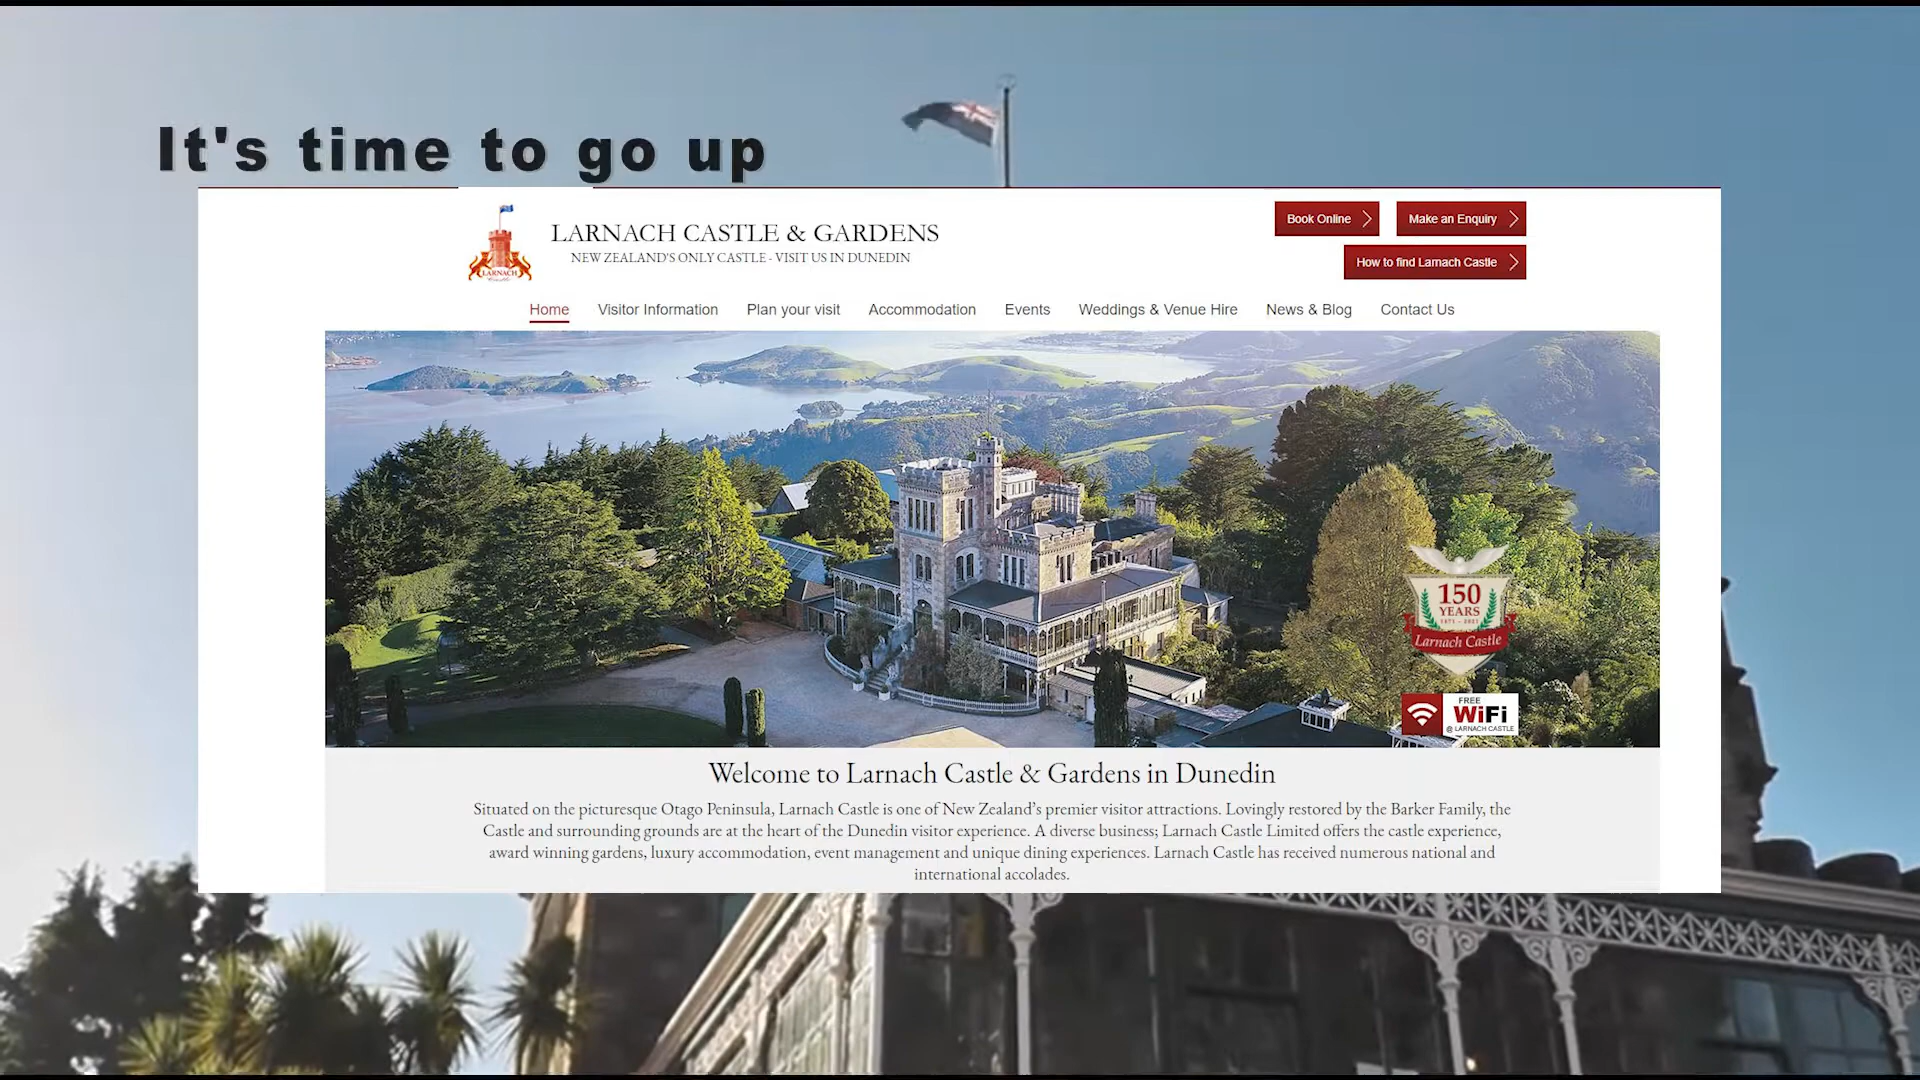 It's time to go up
LARNACH CASTLE & GARDENS
NEW ZEALAND'S ONLY CASTLE - VISIT US IN DUNEDIN
Book Online
Make an Enquiry
How to find Larnach Castle
LARNACH
Castle
Home Visitor Information Plan your visit Accommodation Events Weddings & Venue Hire News & Blog Contact Us
150
YEARS
1871 - 2021
Larnach Castle
FREE
WiFi
@ LARNACH CASTLE
Welcome to Larnach Castle & Gardens in Dunedin
Situated on the picturesque Otago Peninsula, Larnach Castle is one of New Zealand’s premier visitor attractions. Lovingly restored by the Barker Family, the
Castle and surrounding grounds are at the heart of the Dunedin visitor experience. A diverse business; Larnach Castle Limited offers the castle experience,
award winning gardens, luxury accommodation, event management and unique dining experiences. Larnach Castle has received numerous national and
international accolades.